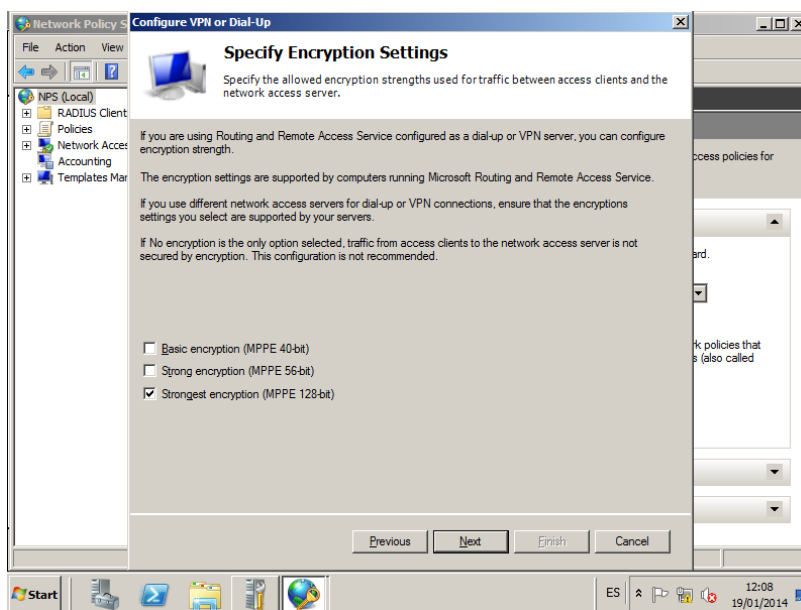 Network Policy S
Configure VPN or Dial-Up
File Action View
NPS (Local)
RADIUS Client
Policies
Network Acces
Accounting
Templates Mar
Specify Encryption Settings
Specify the allowed encryption strengths used for traffic between access clients and the
network access server.
If you are using Routing and Remote Access Service configured as a dial-up or VPN server, you can configure
encryption strength.
The encryption settings are supported by computers running Microsoft Routing and Remote Access Service.
If you use different network access servers for dial-up or VPN connections, ensure that the encryptions
settings you select are supported by your servers.
If No encryption is the only option selected, traffic from access clients to the network access server is not
secured by encryption. This configuration is not recommended.
Basic encryption (MPPE 40-bit)
Strong encryption (MPPE 56-bit)
Strongest encryption (MPPE 128-bit)
Previous Next Finish Cancel
ccess policies for
ard.
rk policies that
s (also called
Start
ES
12:08
19/01/2014